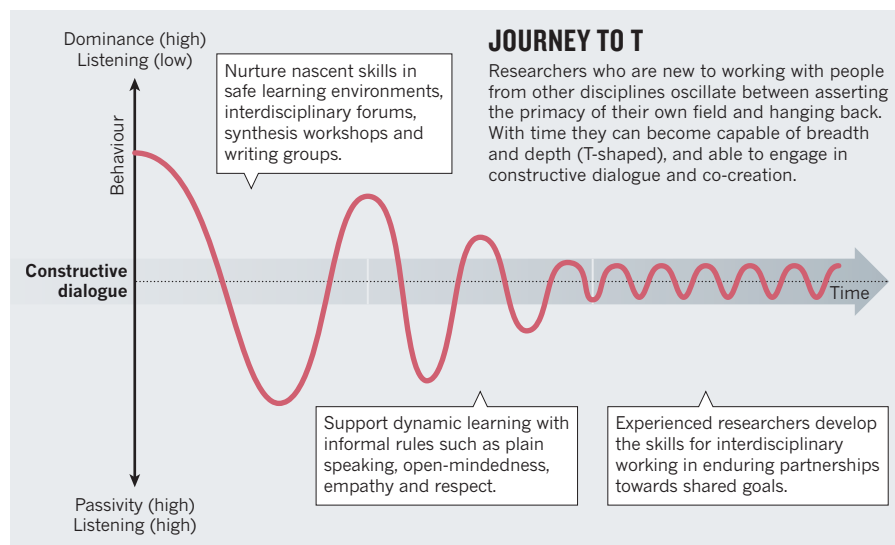 Dominance (high)
Listening (low)
Behaviour
Nurture nascent skills in
safe learning environments,
interdisciplinary forums,
synthesis workshops and
writing groups.
JOURNEY TO T
Researchers who are new to working with people
from other disciplines oscillate between asserting
the primacy of their own field and hanging back.
With time they can become capable of breadth
and depth (T-shaped), and able to engage in
constructive dialogue and co-creation.
Constructive
dialogue
Time
Support dynamic learning with
informal rules such as plain
speaking, open-mindedness,
empathy and respect.
Experienced researchers develop
the skills for interdisciplinary
working in enduring partnerships
towards shared goals.
Passivity (high)
Listening (high)